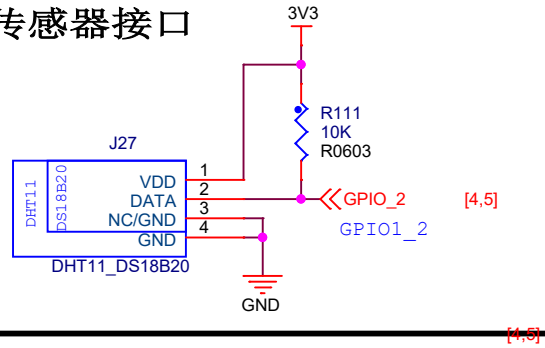 传感器接口
3V3
R111
10K
R0603
J27
DHT11
DS18B20
VDD
1
DATA
2
NC/GND
3
GND
4
GPIO_2
[4,5]
GPIO1_2
DHT11_DS18B20
GND
[4,5]